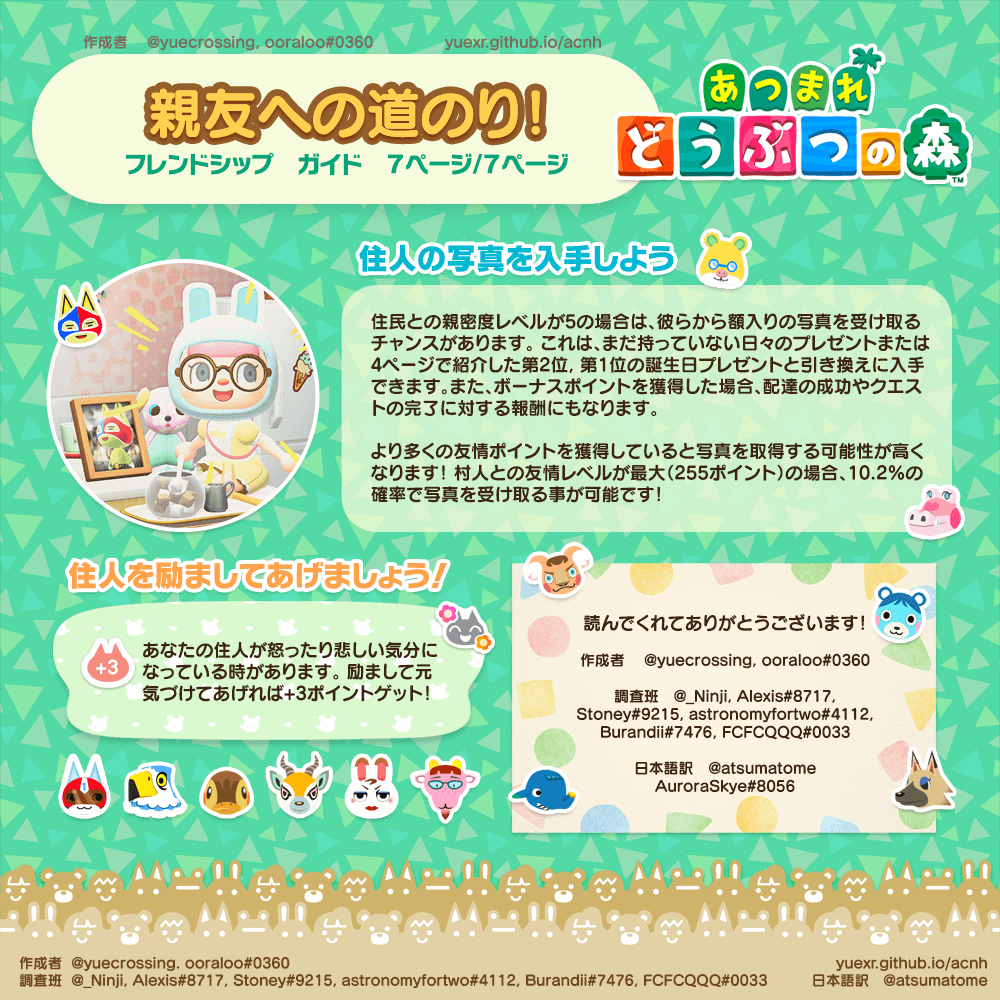 作成者 @yuecrossing, ooraloo#0360 yuexr.github.io/acnh
親友への道のり!
フレンドシップ ガイド 7ページ/7ページ
あつまれ
どうぶつの森
TM
住人の写真を入手しよう
住民との親密度レベルが5の場合は、彼らから額入りの写真を受け取る
チャンスがあります。これは、まだ持っていない日々のプレゼントまたは
4ページで紹介した第2位, 第1位の誕生日プレゼントと引き換えに入手
できます。また、ボーナスポイントを獲得した場合、配達の成功やクエス
トの完了に対する報酬にもなります。
より多くの友情ポイントを獲得していると写真を取得する可能性が高く
なります! 村人との友情レベルが最大(255ポイント)の場合、10.2%の
確率で写真を受け取る事が可能です!
住人を励ましてあげましょう!
+3
あなたの住人が怒ったり悲しい気分に
なっている時があります。励まして元
気づけてあげれば+3ポイントゲット!
読んでくれてありがとうございます!
作成者 @yuecrossing, ooraloo#0360
調査班 @_Ninji, Alexis#8717,
Stoney#9215, astronomyfortwo#4112,
Burandii#7476, FCFCQQQ#0033
日本語訳 @atsumatome
AuroraSkye#8056
作成者 @yuecrossing. ooraloo#0360
調査班 @_Ninji, Alexis#8717, Stoney#9215, astronomyfortwo#4112, Burandii#7476, FCFCQQQ#0033
yuexr.github.io/acnh
日本語訳 @atsumatome